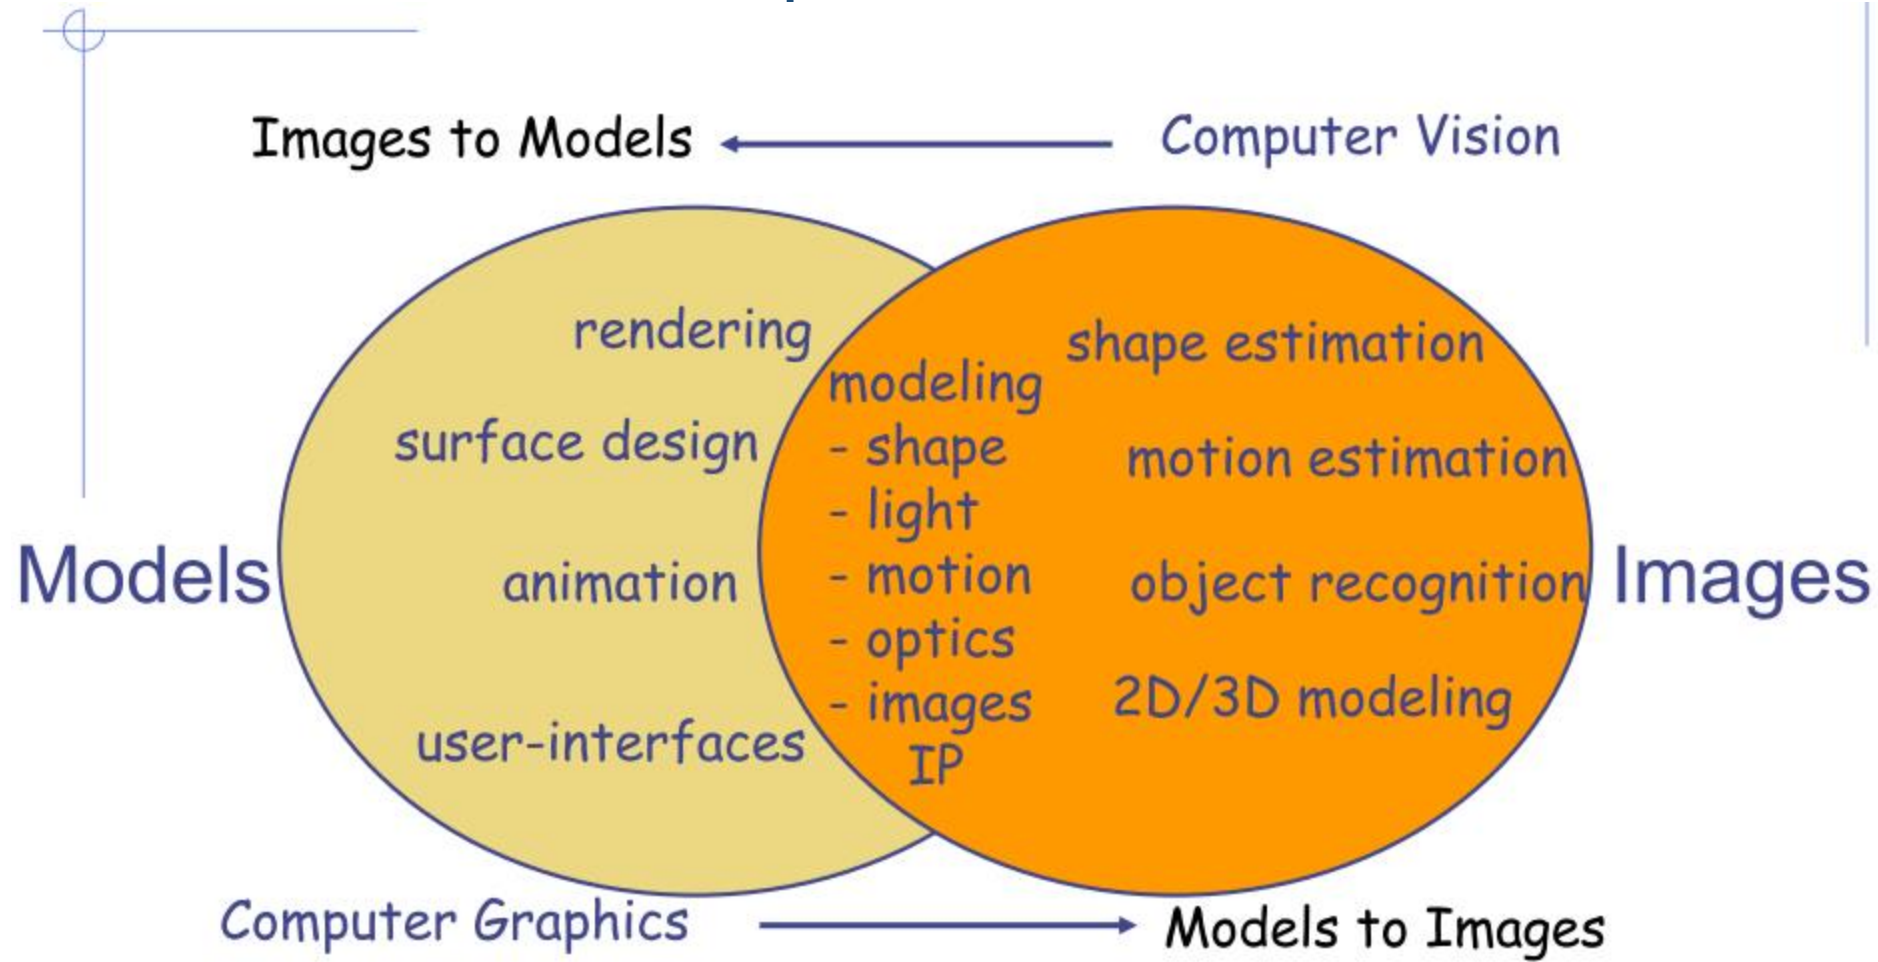 Images to Models
Computer Vision
rendering
surface design
animation
user-interfaces
modeling
- shape
- light
- motion
- optics
- images
IP
shape estimation
motion estimation
object recognition
2D/3D modeling
Models
Images
Computer Graphics
Models to Images